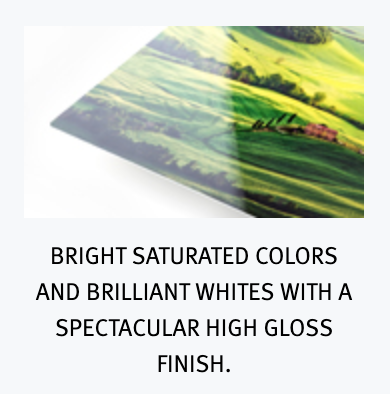 BRIGHT SATURATED COLORS
AND BRILLIANT WHITES WITH A
SPECTACULAR HIGH GLOSS
FINISH.